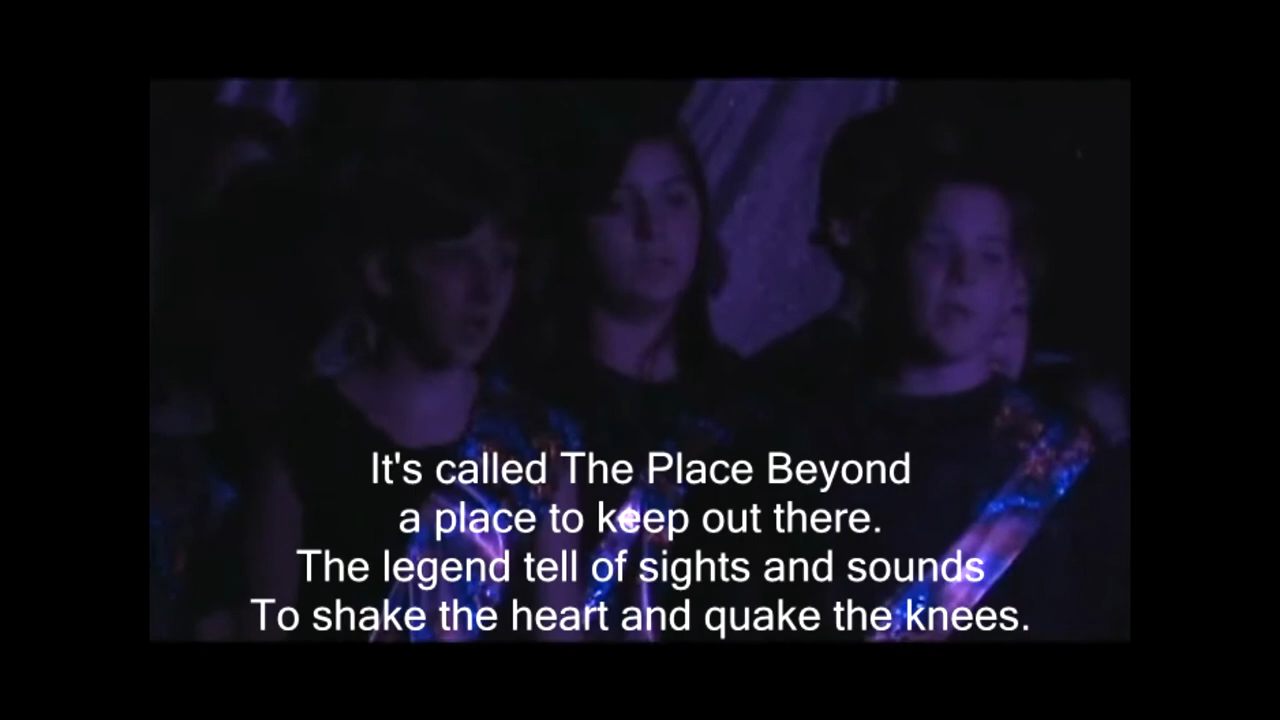 It's called The Place Beyond
a place to keep out there.
The legend tell of sights and sounds
To shake the heart and quake the knees.